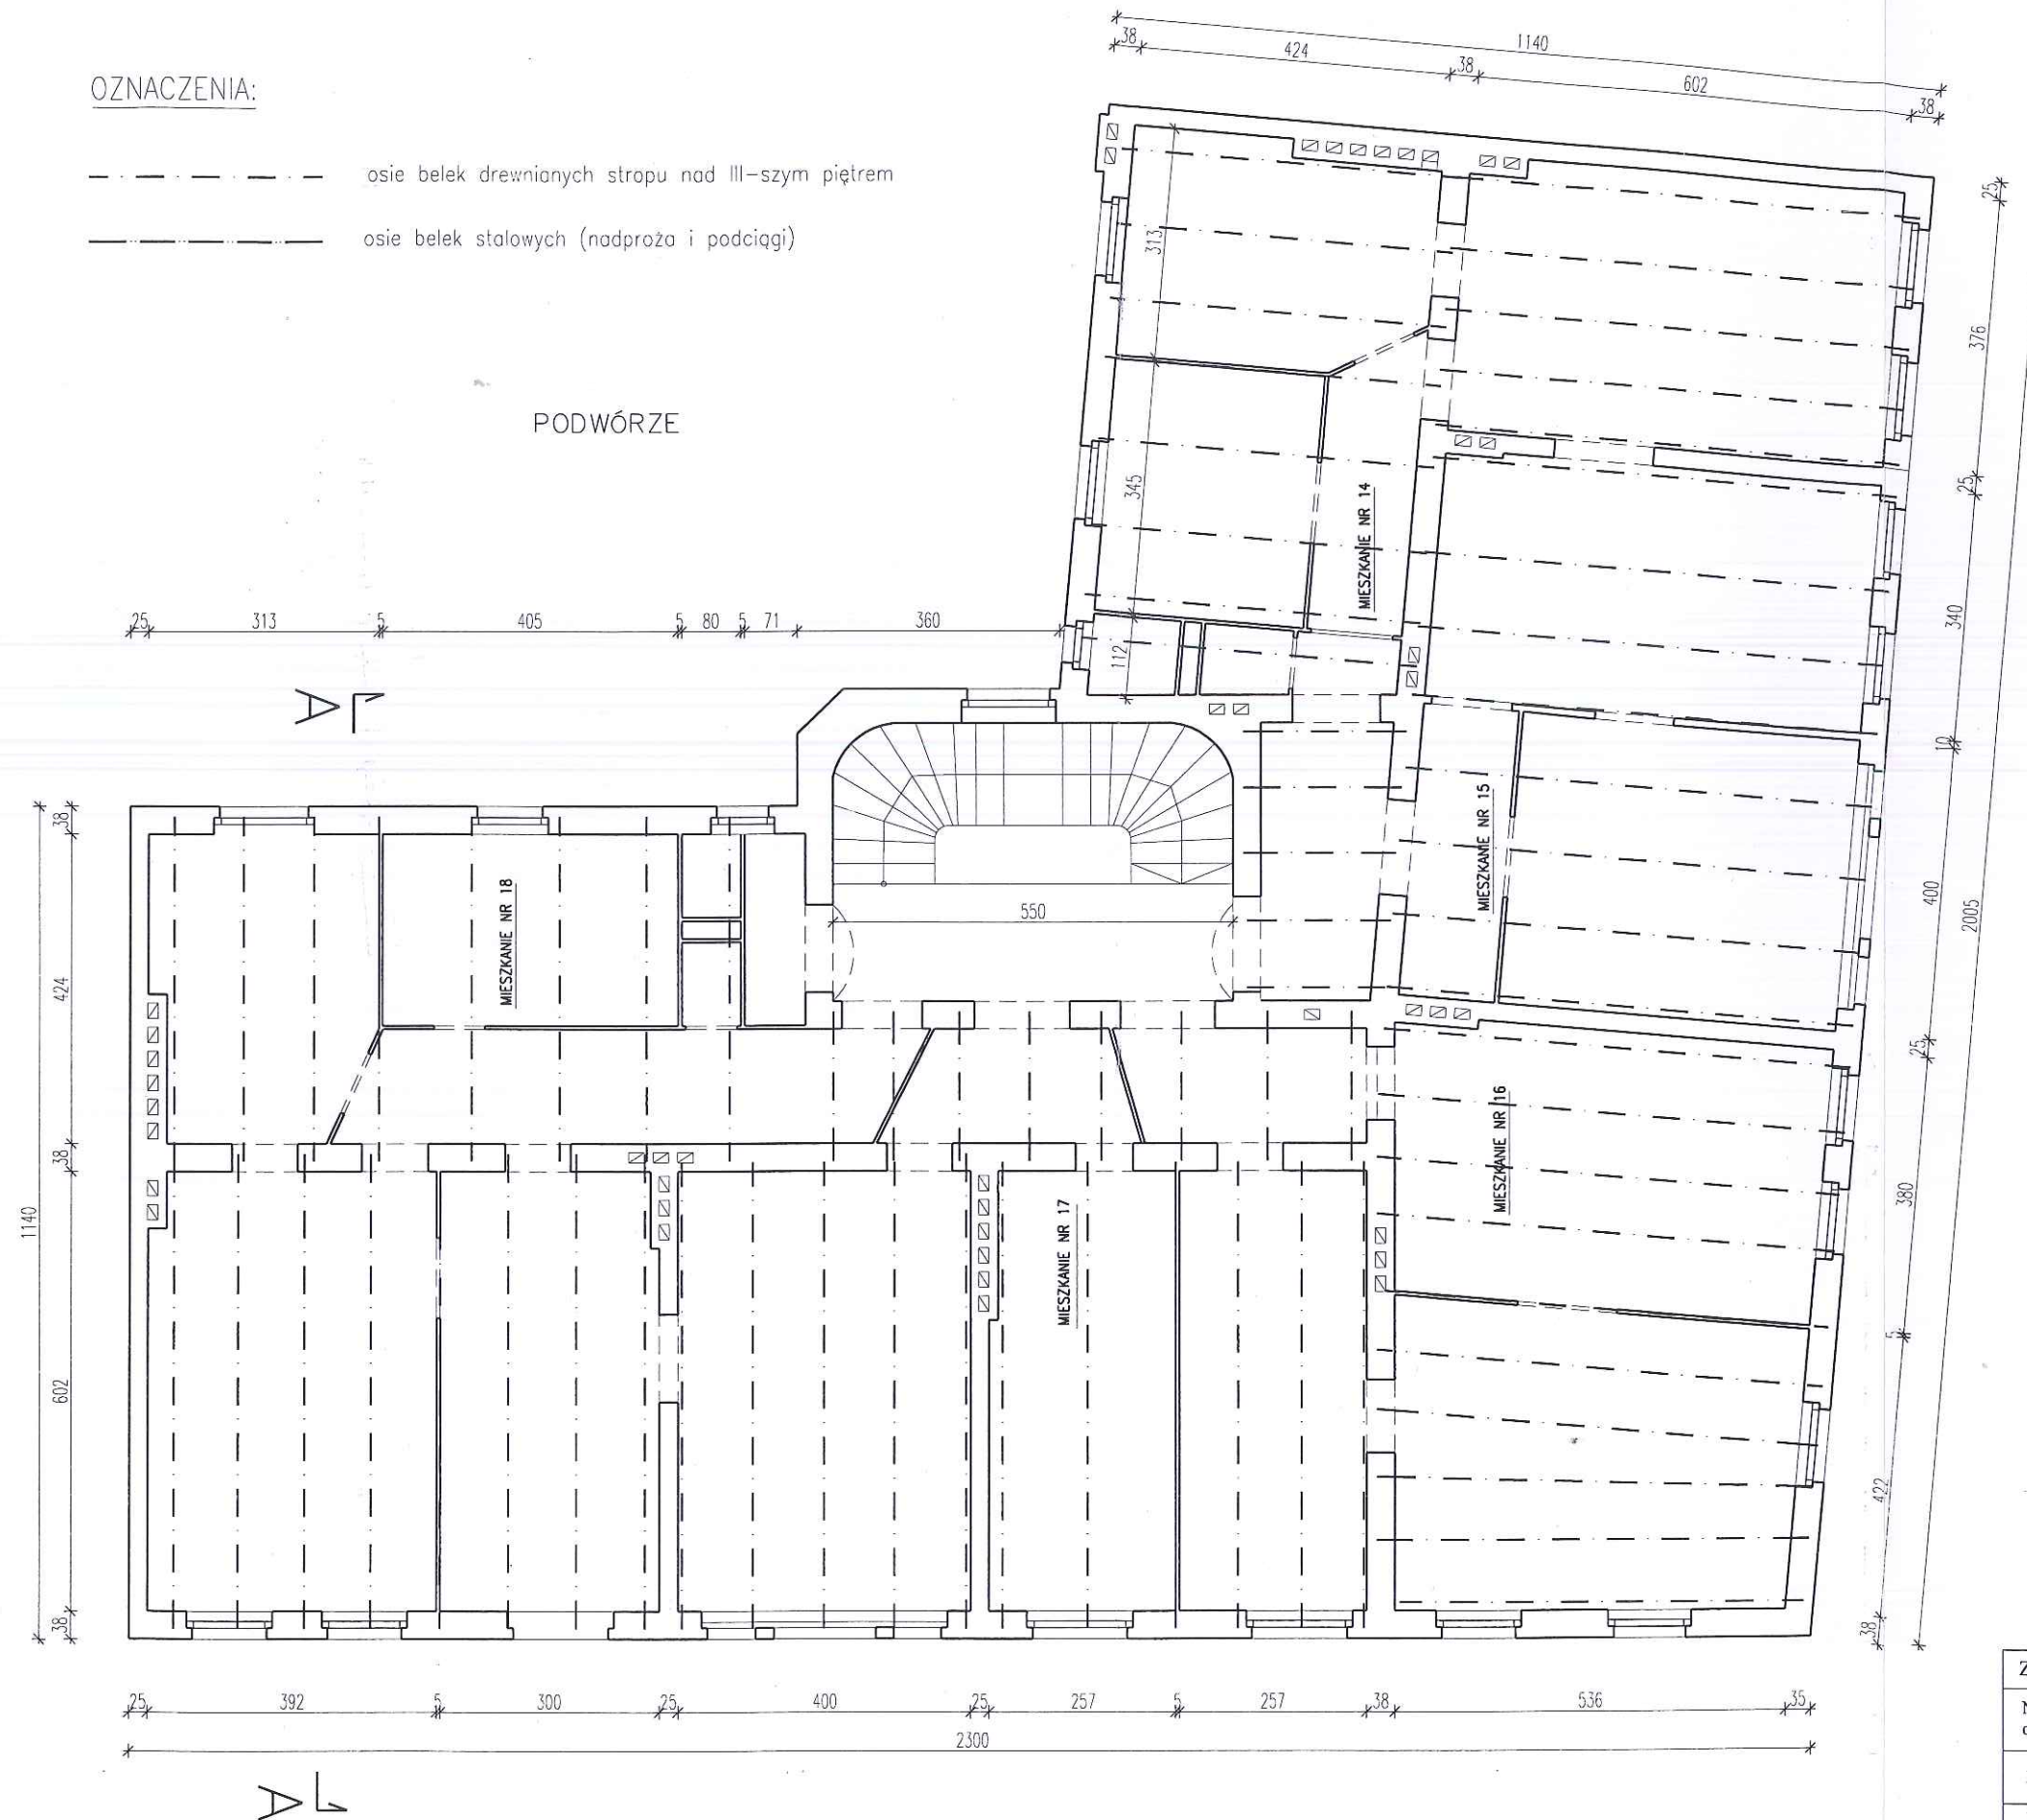 OZNACZENIA:
osie belek drewnianych stropu nad III-szym piętrem
osie belek stalowych (nadproża i podciągi)
PODWÓRZE
1140
38 424 38 602 38
313
345
112
25 376 25 340 10 400 25 380 5 422 38
2005
25 313 5 405 5 80 5 71 360
A
MIESZKANIE NR 14
MIESZKANIE NR 15
MIESZKANIE NR 16
MIESZKANIE NR 17
MIESZKANIE NR 18
550
38 424 38 602 38
1140
25 392 5 300 25 400 25 257 5 257 38 536 35
2300
A